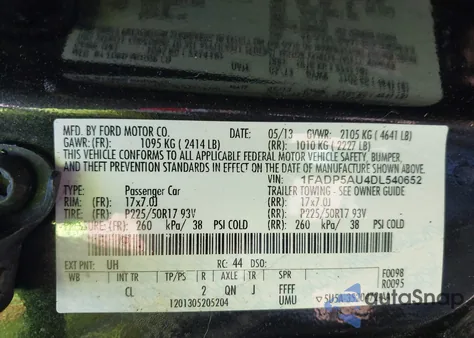 MFD. BY FORD MOTOR CO.
DATE: 05/13 GVWR: 2105 KG ( 4641 LB)
GAWR: (FR): 1095 KG ( 2414 LB) (RR): 1010 KG ( 2227 LB)
THIS VEHICLE CONFORMS TO ALL APPLICABLE FEDERAL MOTOR VEHICLE SAFETY, BUMPER,
AND THEFT PREVENTION STANDARDS IN EFFECT ON THE DATE OF MANUFACTURE SHOWN ABOVE.
VIN: 1FADP5AU4DL540652
TYPE: Passenger Car TRAILER TOWING - SEE OWNER GUIDE
RIM: (FR) 17x7.0J (RR): 17x7.0J
TIRE: (FR) P225/50R17 93V (RR): P225/50R17 93V
PRESSURE: (FR) 260 kPa/ 38 PSI COLD (RR): 260 kPa/ 38 PSI COLD
EXT PNT: UH RC: 44 DSO:
WB INT TR TP/PS R AXLE TR SPR F0098
R0095
CL 2 QN J FFFF
1201305205204 UMU
autoSnap